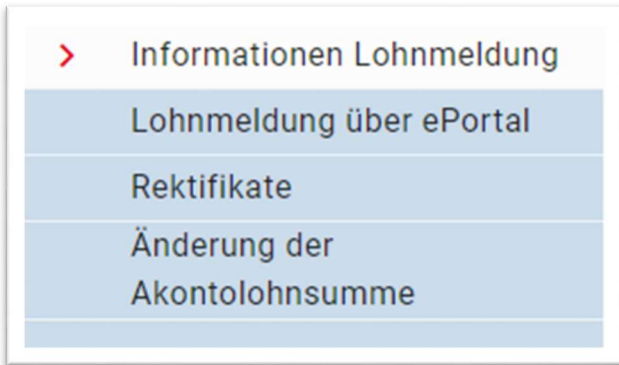 Informationen Lohnmeldung
Lohnmeldung über ePortal
Rektifikate
Änderung der
Akontolohnsumme